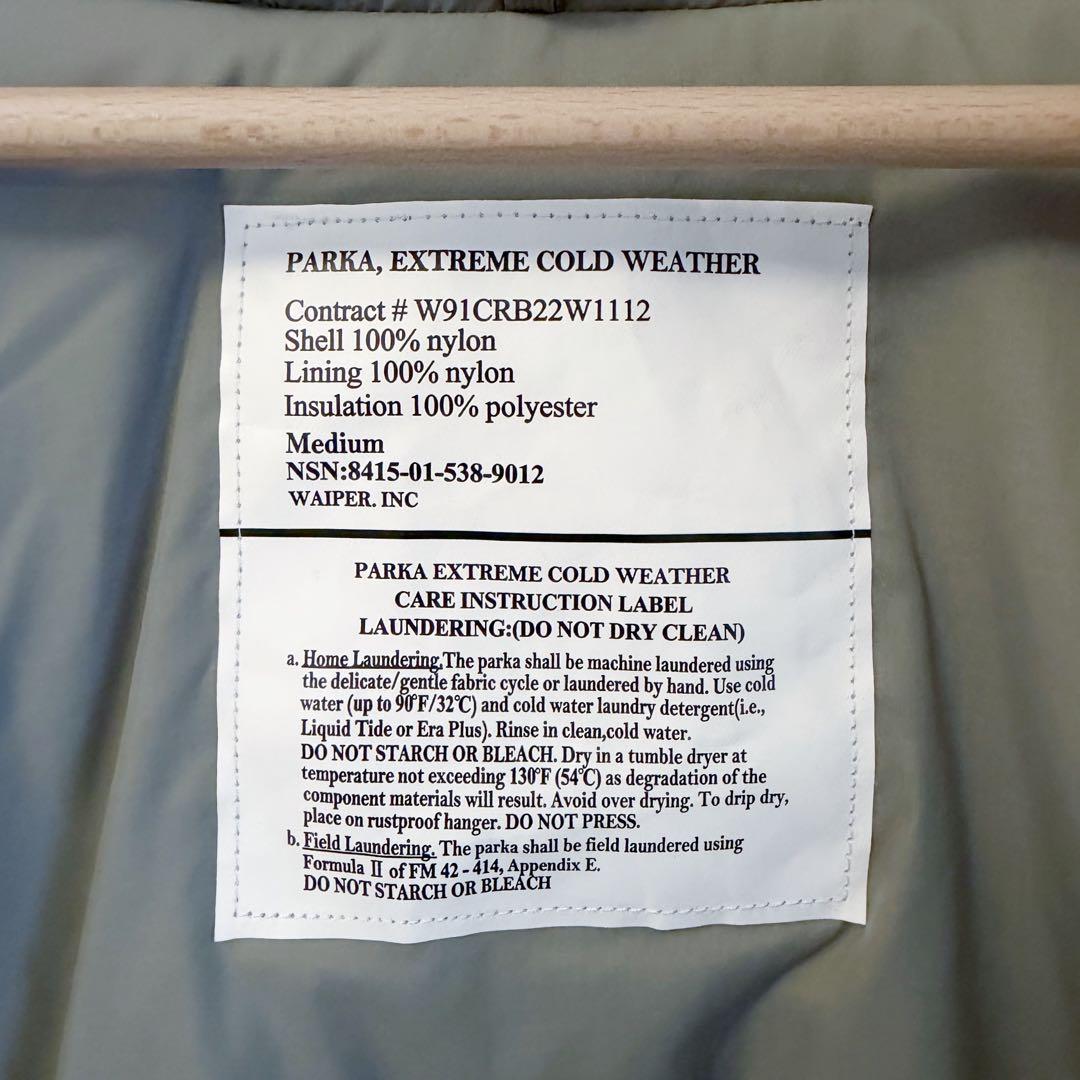 PARKA, EXTREME COLD WEATHER
Contract # W91CRB22W1112
Shell 100% nylon
Lining 100% nylon
Insulation 100% polyester
Medium
NSN:8415-01-538-9012
WAIPER. INC
PARKA EXTREME COLD WEATHER
CARE INSTRUCTION LABEL
LAUNDERING:(DO NOT DRY CLEAN)
a. Home Laundering.The parka shall be machine laundered using
the delicate/gentle fabric cycle or laundered by hand. Use cold
water (up to 90°F/32℃) and cold water laundry detergent(i.e.,
Liquid Tide or Era Plus). Rinse in clean,cold water.
DO NOT STARCH OR BLEACH. Dry in a tumble dryer at
temperature not exceeding 130°F (54℃) as degradation of the
component materials will result. Avoid over drying. To drip dry,
place on rustproof hanger. DO NOT PRESS.
b. Field Laundering. The parka shall be field laundered using
Formula Ⅱ of FM 42-414, Appendix E.
DO NOT STARCH OR BLEACH